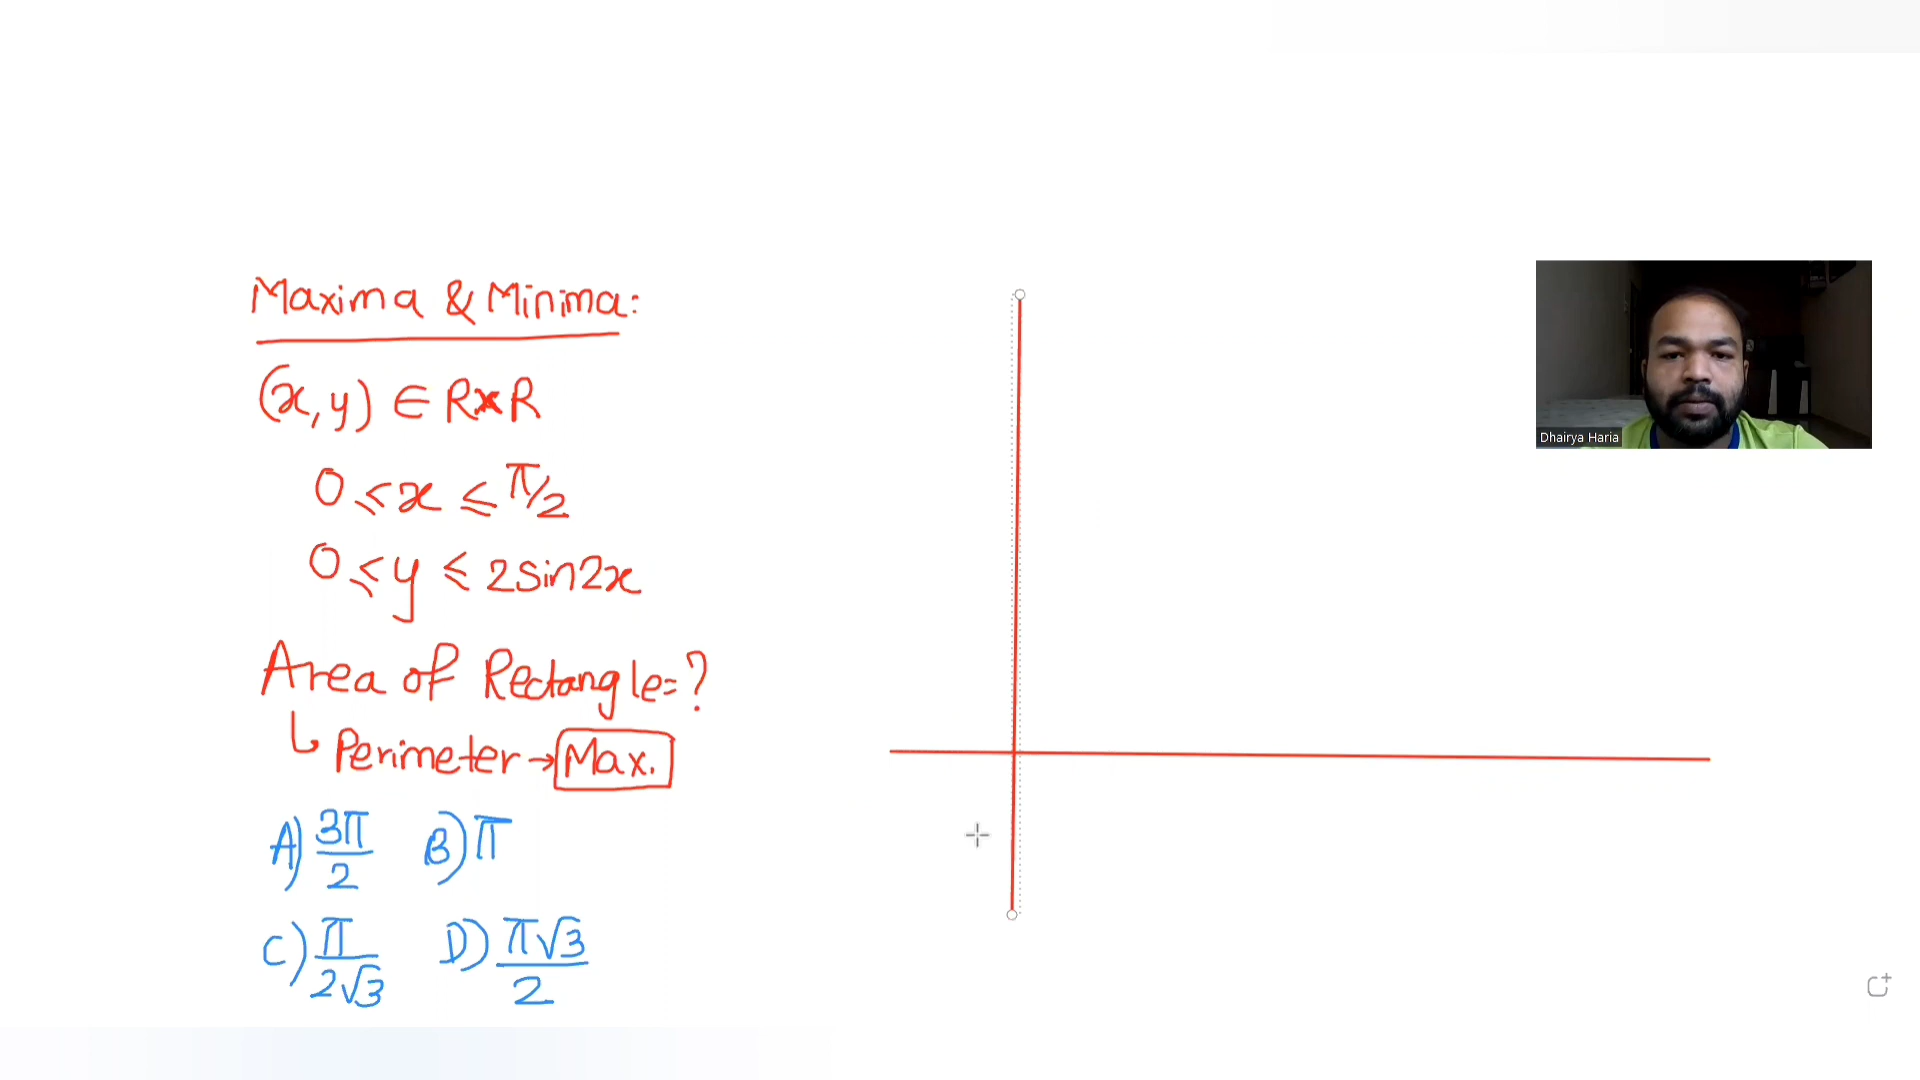 Maxima & Minima:
(x, y) ∈ R×R
0 ≤ x ≤ π/2
0 ≤ y ≤ 2sin2x
Area of Rectangle = ?
Perimeter → Max.
A) 3π/2 B) π
C) π/2√3 D) π√3/2
Dhairya Haria